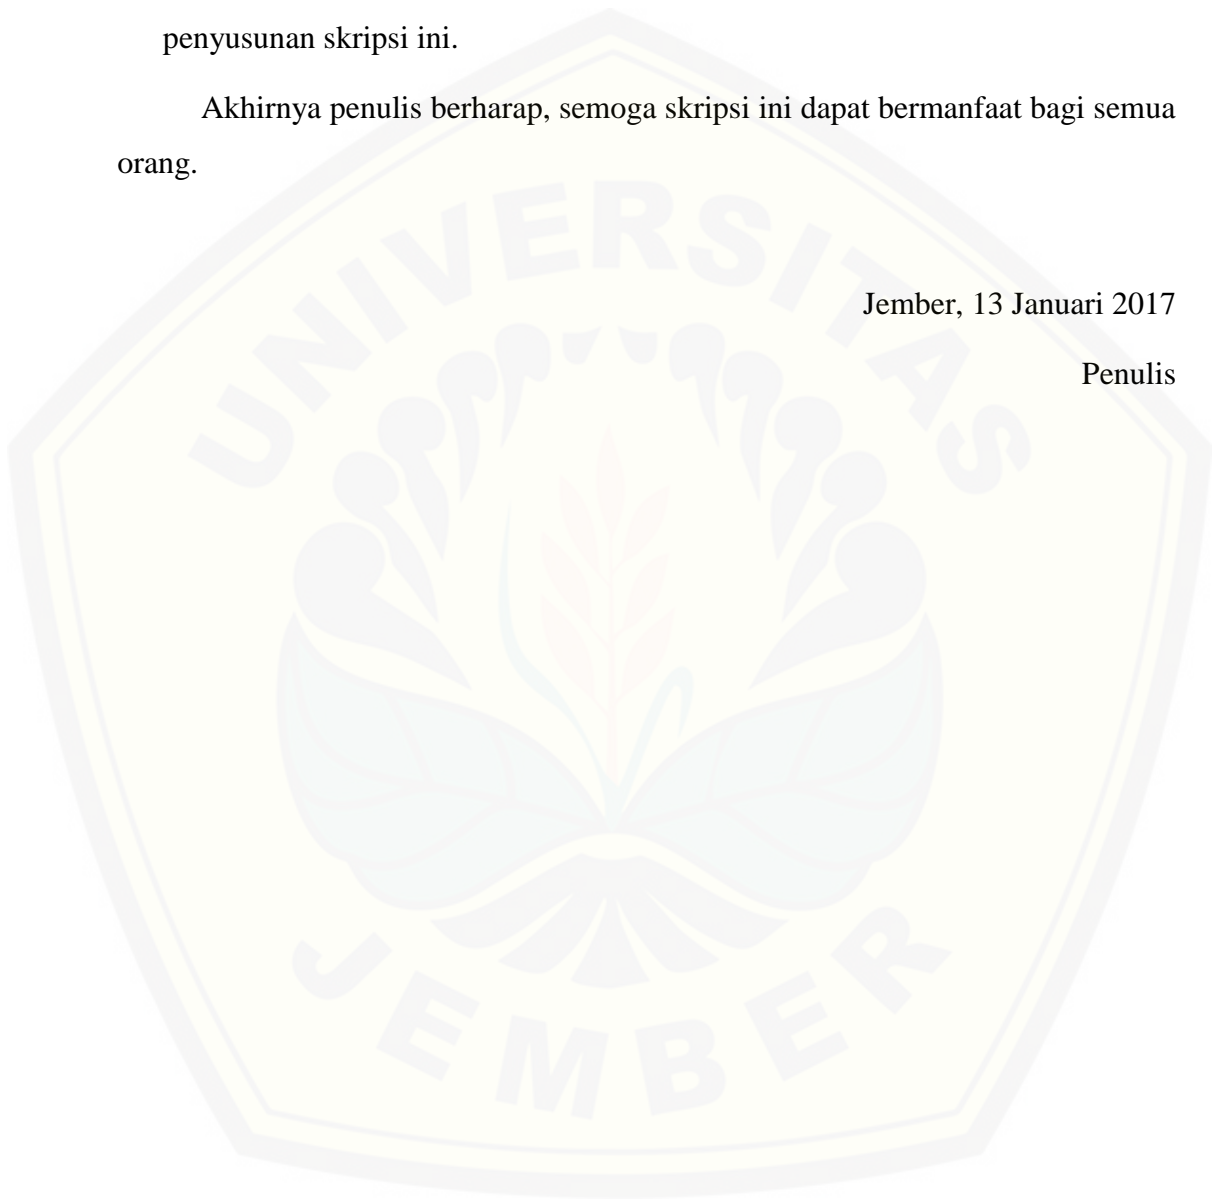 penyusunan skripsi ini.
Akhirnya penulis berharap, semoga skripsi ini dapat bermanfaat bagi semua
orang.
UNIVERSITAS
Jember, 13 Januari 2017
Penulis
JEMBER